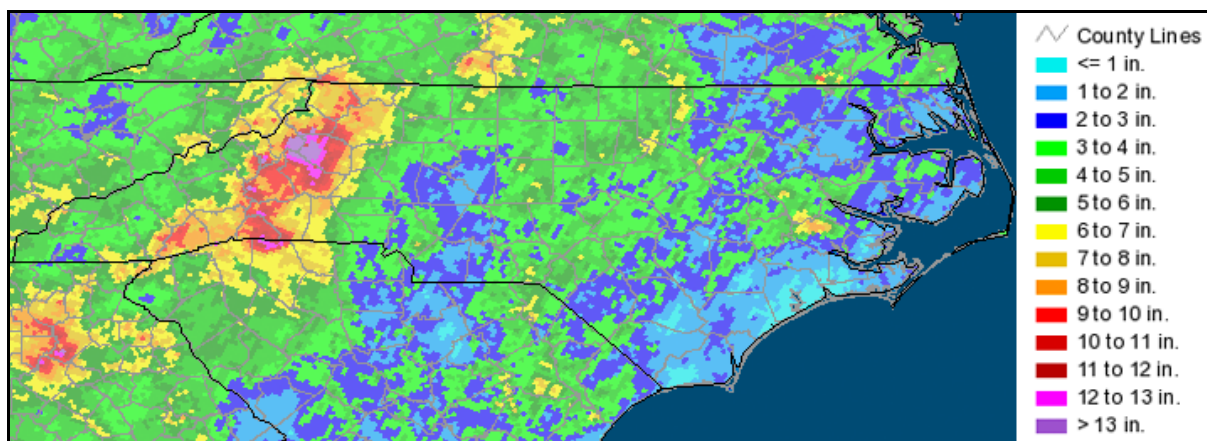 County Lines
<= 1 in.
1 to 2 in.
2 to 3 in.
3 to 4 in.
4 to 5 in.
5 to 6 in.
6 to 7 in.
7 to 8 in.
8 to 9 in.
9 to 10 in.
10 to 11 in.
11 to 12 in.
12 to 13 in.
> 13 in.